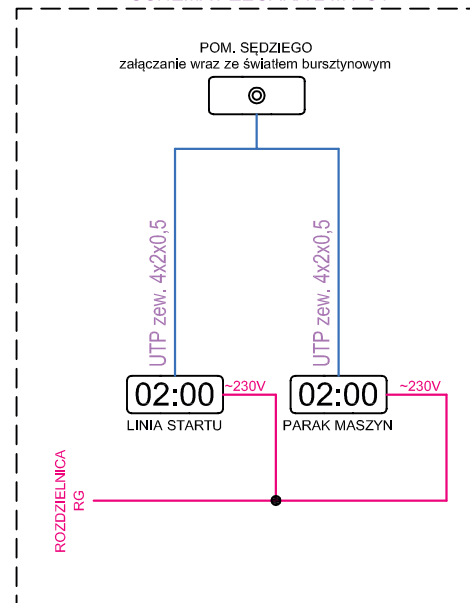 POM. SĘDZIEGO
załączanie wraz ze światłem bursztynowym
UTP zew. 4x2x0,5
UTP zew. 4x2x0,5
02:00
~230V
02:00
~230V
LINIA STARTU
PARAK MASZYN
ROZDZIELNICA
RG